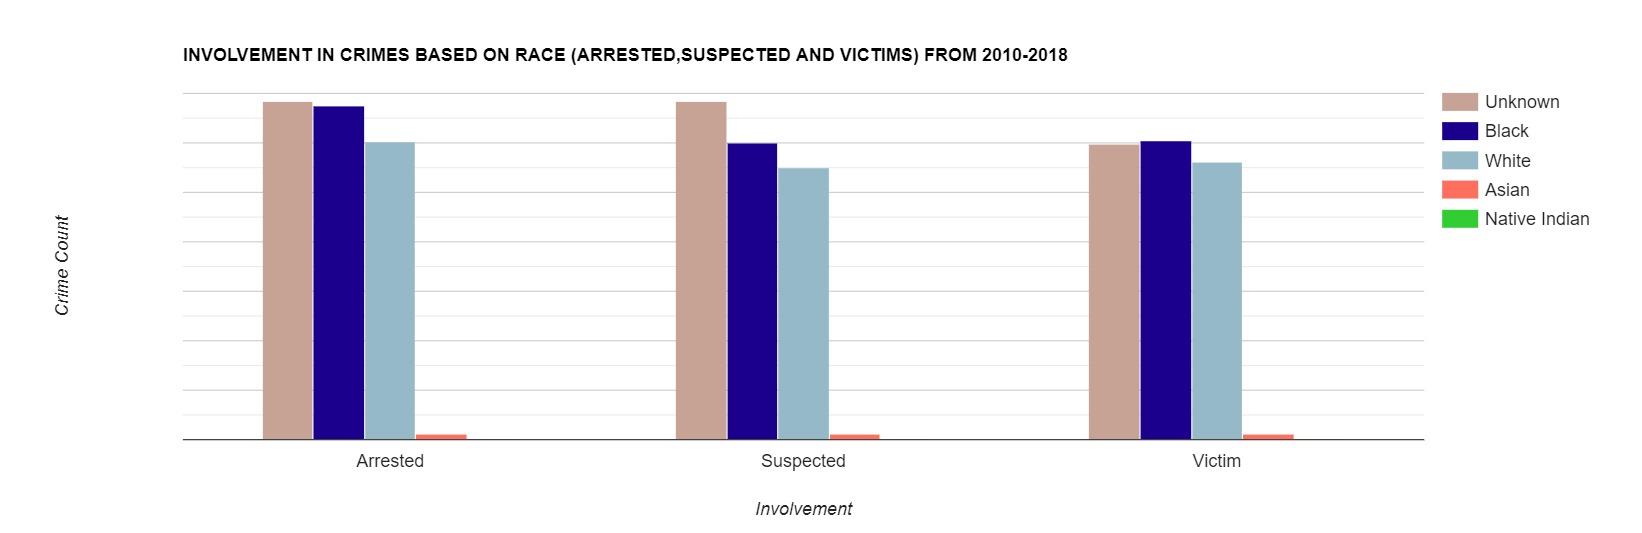 INVOLVEMENT IN CRIMES BASED ON RACE (ARRESTED,SUSPECTED AND VICTIMS) FROM 2010-2018
Unknown
Black
White
Asian
Native Indian
Crime Count
Arrested
Suspected
Victim
Involvement